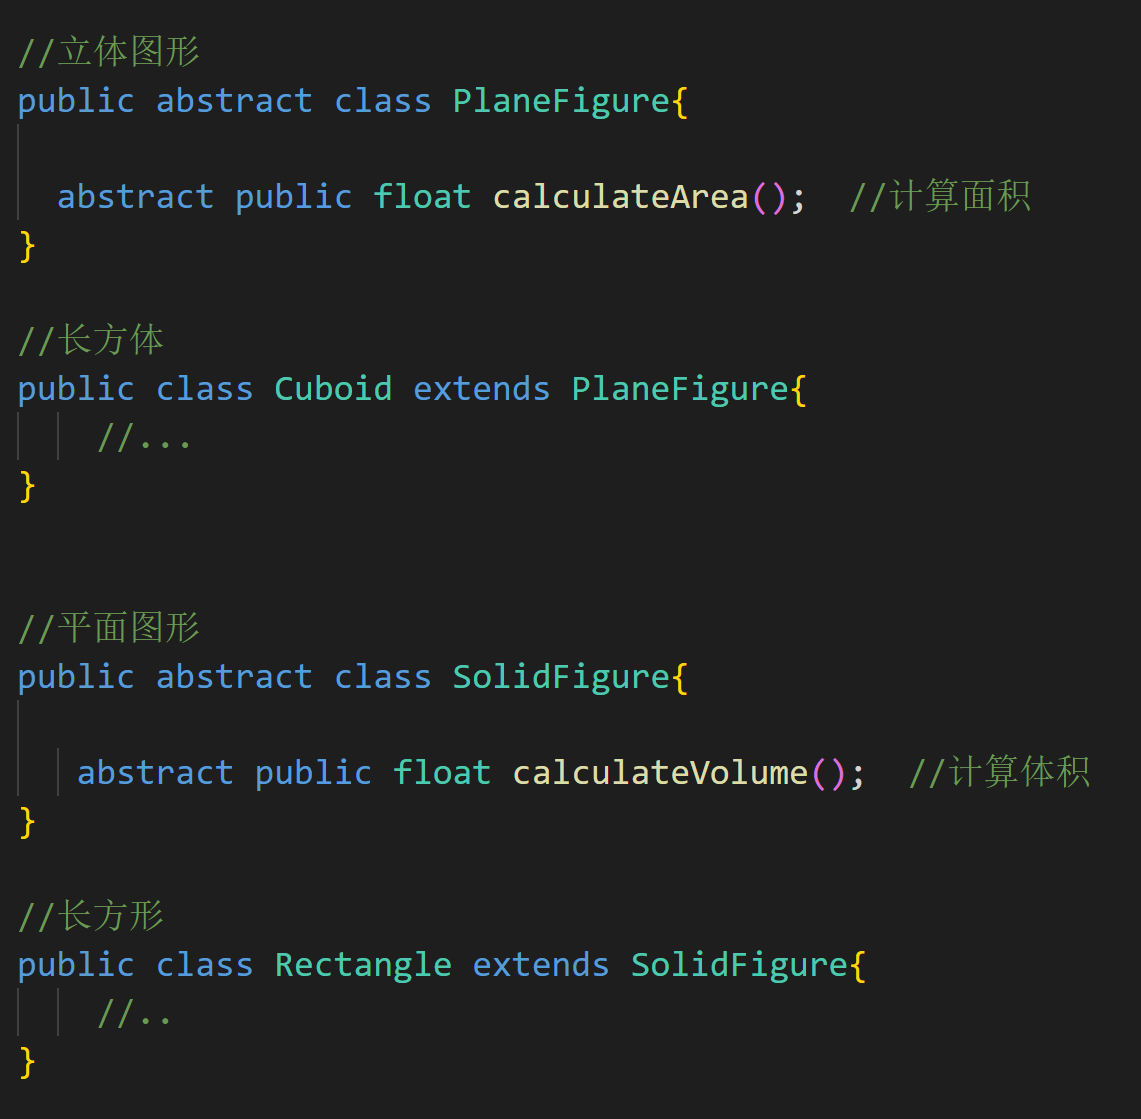 //立体图形
public abstract class PlaneFigure{
abstract public float calculateArea();  //计算面积
}
//长方体
public class Cuboid extends PlaneFigure{
//...
}
//平面图形
public abstract class SolidFigure{
abstract public float calculateVolume();  //计算体积
}
//长方形
public class Rectangle extends SolidFigure{
//..
}